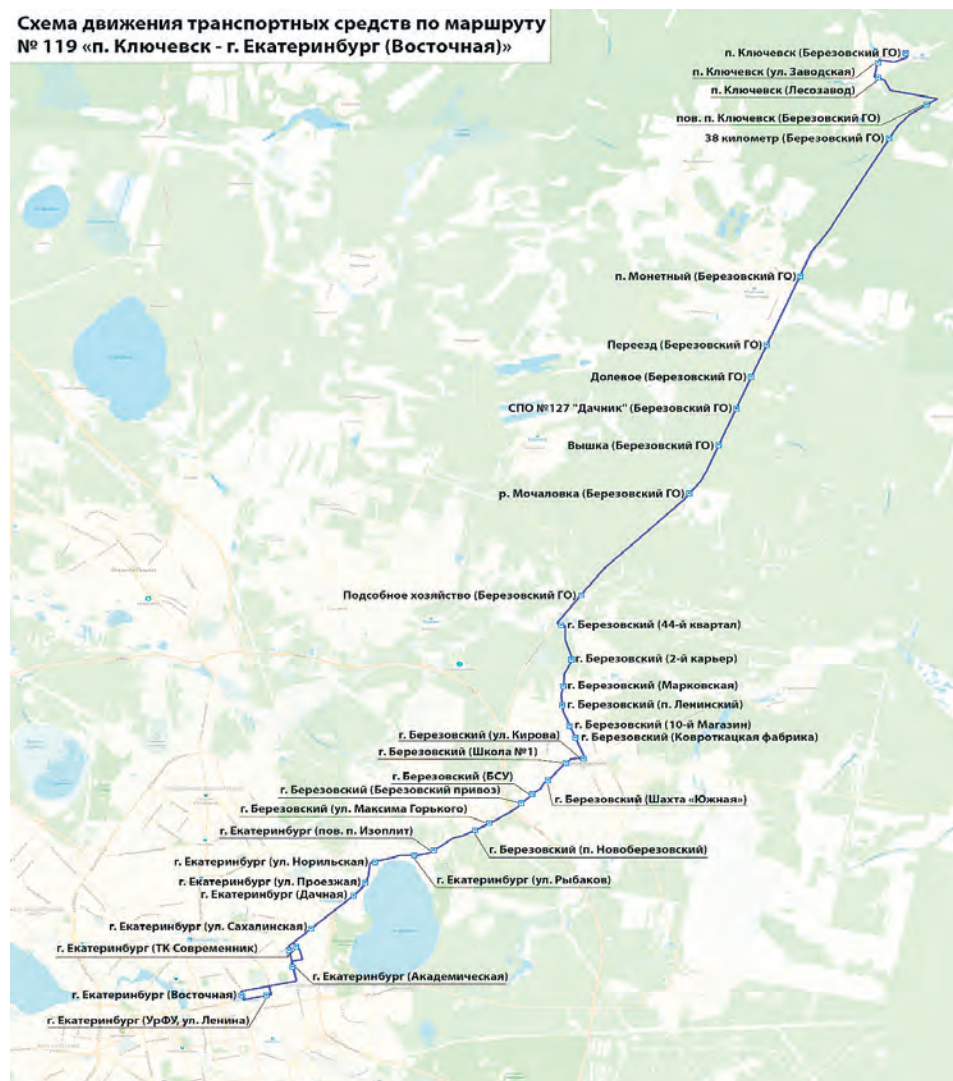 Схема движения транспортных средств по маршруту
№ 119 «п. Ключевск - г. Екатеринбург (Восточная)»
п. Ключевск (Березовский ГО)
п. Ключевск (ул. Заводская)
п. Ключевск (Лесозавод)
пов. п. Ключевск (Березовский ГО)
38 километр (Березовский ГО)
п. Монетный (Березовский ГО)
Переезд (Березовский ГО)
Долевое (Березовский ГО)
СПО №127 "Дачник" (Березовский ГО)
Вышка (Березовский ГО)
р. Мочаловка (Березовский ГО)
Подсобное хозяйство (Березовский ГО)
г. Березовский (44-й квартал)
г. Березовский (2-й карьер)
г. Березовский (Марковская)
г. Березовский (п. Ленинский)
г. Березовский (10-й Магазин)
г. Березовский (ул. Кирова)
г. Березовский (Ковроткацкая фабрика)
г. Березовский (Школа №1)
г. Березовский (БСУ)
г. Березовский (Березовский привоз)
г. Березовский (Шахта «Южная»)
г. Березовский (ул. Максима Горького)
г. Екатеринбург (пов. п. Изоплит)
г. Березовский (п. Новоберезовский)
г. Екатеринбург (ул. Норильская)
г. Екатеринбург (ул. Рыбаков)
г. Екатеринбург (ул. Проезжая)
г. Екатеринбург (Дачная)
г. Екатеринбург (ул. Сахалинская)
г. Екатеринбург (ТК Современник)
г. Екатеринбург (Академическая)
г. Екатеринбург (Восточная)
г. Екатеринбург (УрФУ, ул. Ленина)